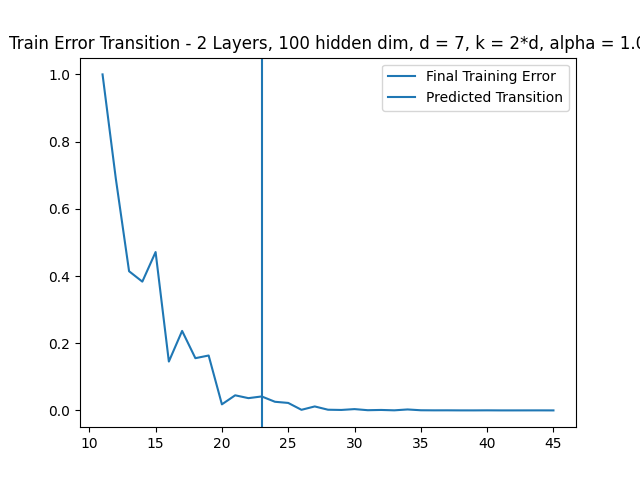 Train Error Transition - 2 Layers, 100 hidden dim, d = 7, k = 2*d, alpha = 1.0
Final Training Error
Predicted Transition
1.0
0.8
0.6
0.4
0.2
0.0
10 15 20 25 30 35 40 45